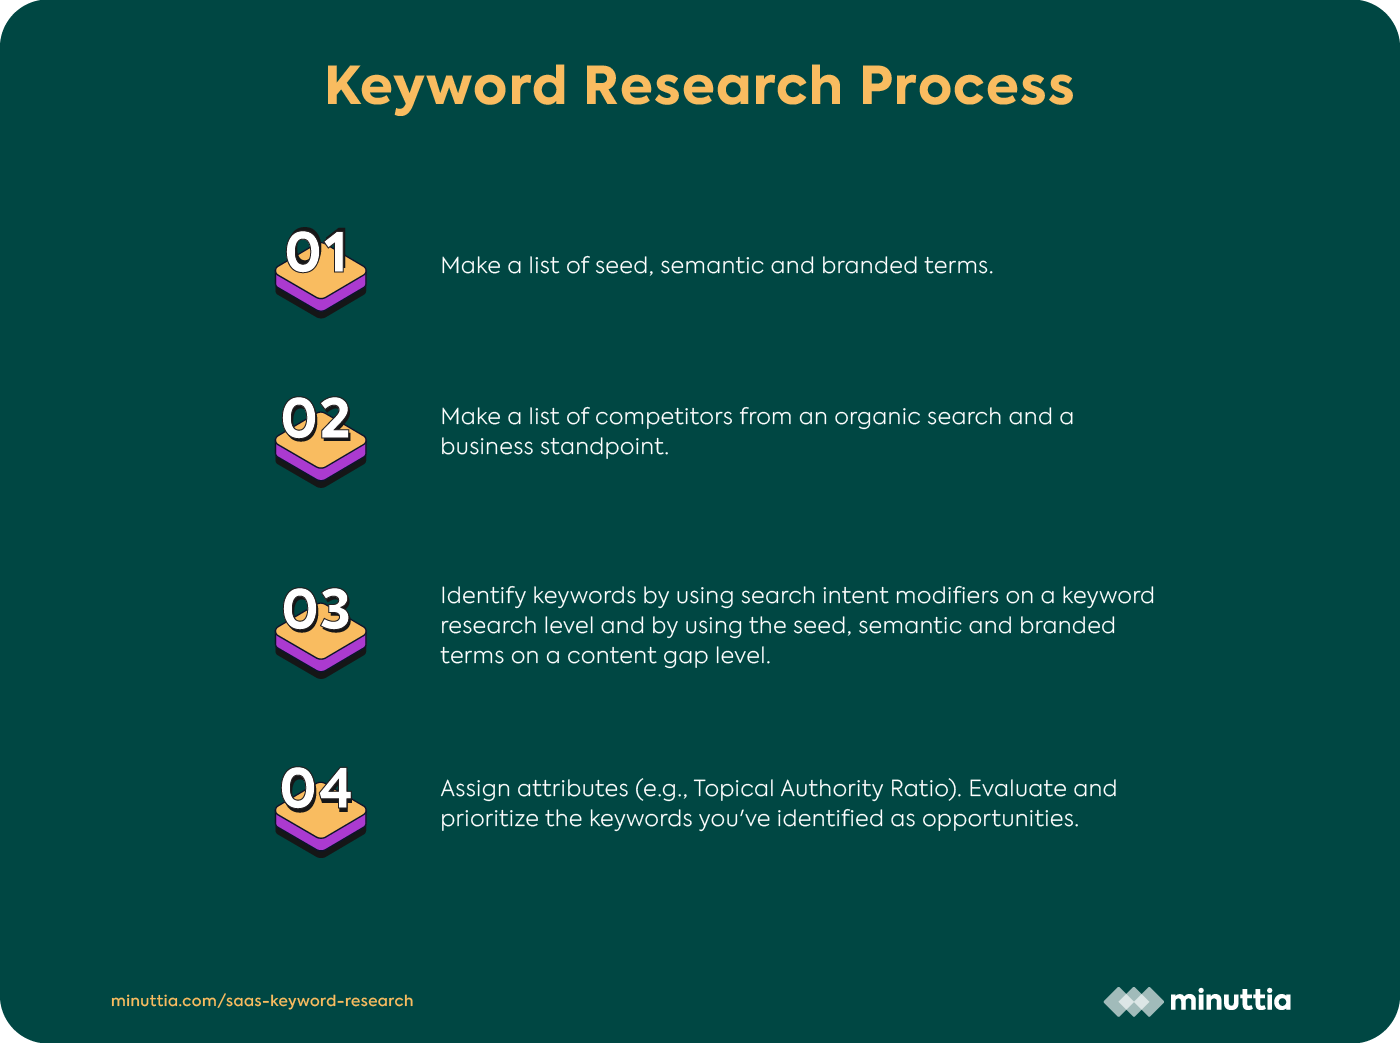 Keyword Research Process
01
Make a list of seed, semantic and branded terms.
02
Make a list of competitors from an organic search and a
business standpoint.
03
Identify keywords by using search intent modifiers on a keyword
research level and by using the seed, semantic and branded
terms on a content gap level.
04
Assign attributes (e.g., Topical Authority Ratio). Evaluate and
prioritize the keywords you've identified as opportunities.
minuttia.com/saas-keyword-research
minuttia